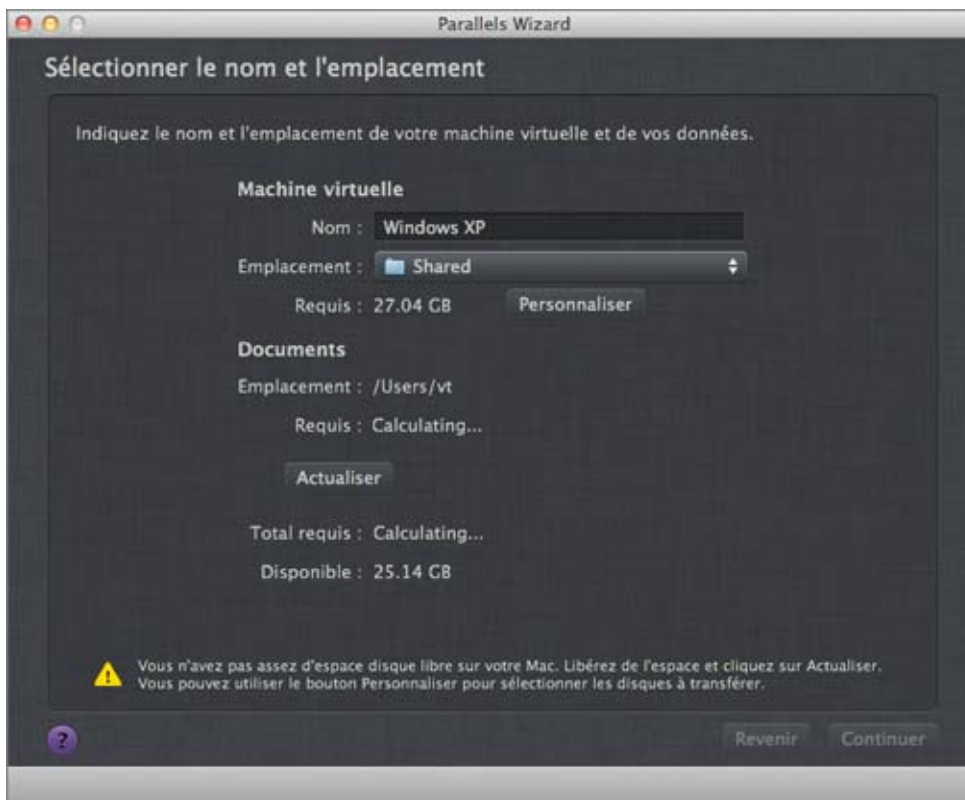 Parallels Wizard
Sélectionner le nom et l'emplacement
Indiquez le nom et l'emplacement de votre machine virtuelle et de vos données.
Machine virtuelle
Nom : Windows XP
Emplacement : Shared
Requis : 27.04 GB Personnaliser
Documents
Emplacement : /Users/vt
Requis : Calculating...
Actualiser
Total requis : Calculating...
Disponible : 25.14 GB
Vous n'avez pas assez d'espace disque libre sur votre Mac. Libérez de l'espace et cliquez sur Actualiser.
Vous pouvez utiliser le bouton Personnaliser pour sélectionner les disques à transférer.
? Revenir Continuer